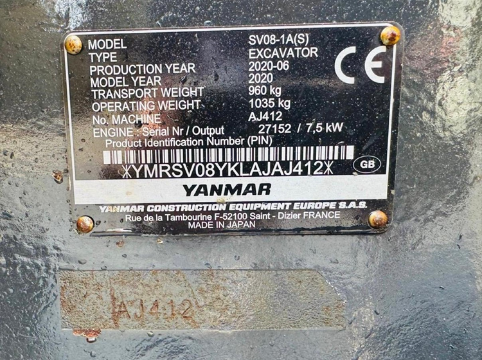 MODEL SV08-1A(S)
TYPE EXCAVATOR
PRODUCTION YEAR 2020-06
MODEL YEAR 2020
TRANSPORT WEIGHT 960 kg
OPERATING WEIGHT 1035 kg
NO. MACHINE AJ412
ENGINE : Serial Nr / Output 27152 / 7,5 kW
Product Identification Number (PIN)
*YMRSV08YKLAJAJ412*
CE
GB
YANMAR
YANMAR CONSTRUCTION EQUIPMENT EUROPE S.A.S.
Rue de la Tambourine F-52100 Saint - Dizier FRANCE
MADE IN JAPAN
AJ412